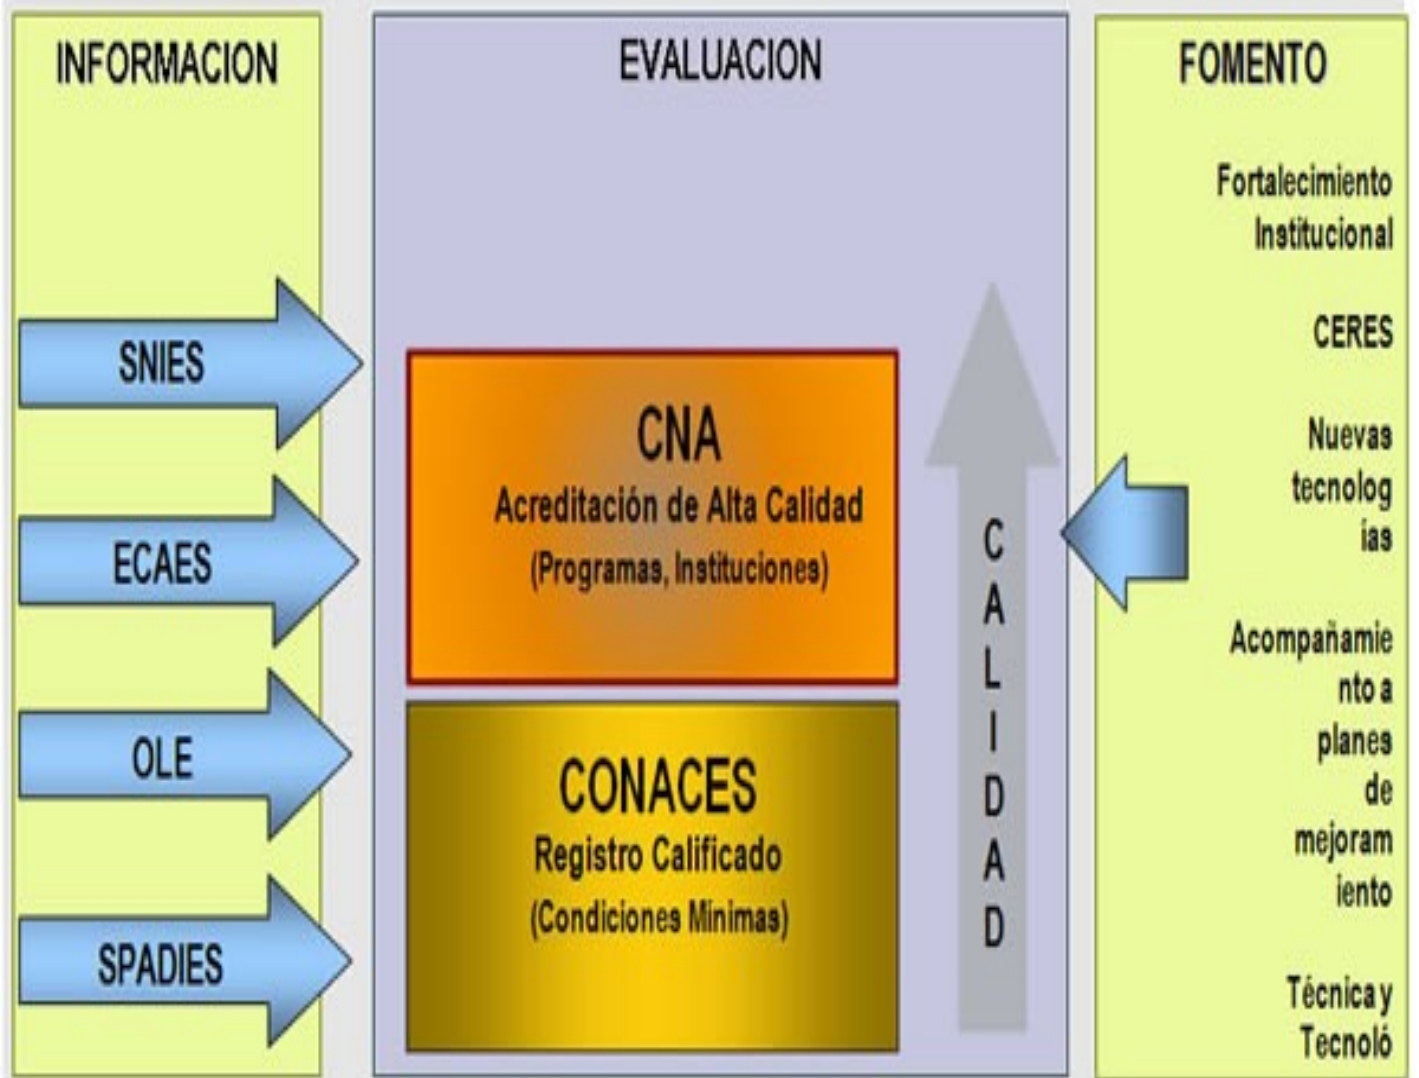 INFORMACION
SNIES
ECAES
OLE
SPADIES
EVALUACION
CNA
Acreditación de Alta Calidad
(Programas, Instituciones)
CONACES
Registro Calificado
(Condiciones Minimas)
C
A
L
I
D
A
D
FOMENTO
Fortalecimiento
Institucional
CERES
Nuevas
tecnolog
ías
Acompañamie
nto a
planes
de
mejoram
iento
Técnica y
Tecnoló